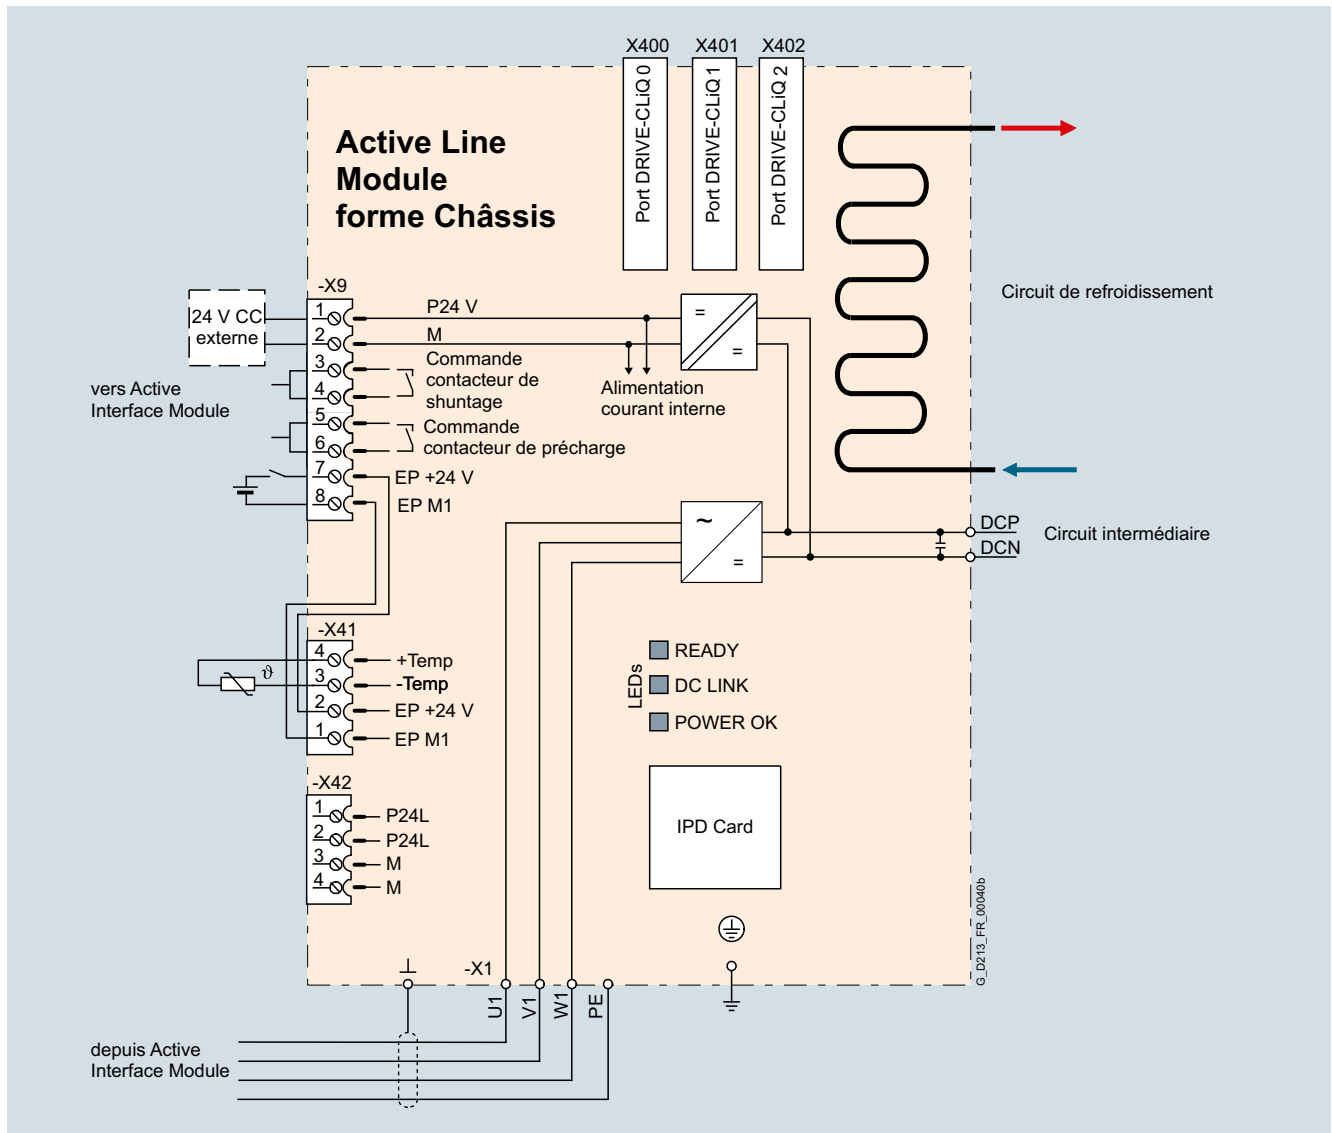 X400
X401
X402
Port DRIVE-CLiQ 0
Port DRIVE-CLiQ 1
Port DRIVE-CLiQ 2
Active Line
Module
forme Châssis
Circuit de refroidissement
-X9
24 V CC
externe
1
2
3
4
5
6
7
8
P24 V
M
Commande
contacteur de
shuntage
Commande
contacteur de précharge
EP +24 V
EP M1
vers Active
Interface Module
=
=
Alimentation
courant interne
~
=
DCP
DCN
Circuit intermédiaire
-X41
4
3
2
1
ϑ
+Temp
-Temp
EP +24 V
EP M1
LEDs
READY
DC LINK
POWER OK
-X42
1
2
3
4
P24L
P24L
M
M
IPD Card
G_D213_FR_00040b
-X1
U1
V1
W1
PE
depuis Active
Interface Module